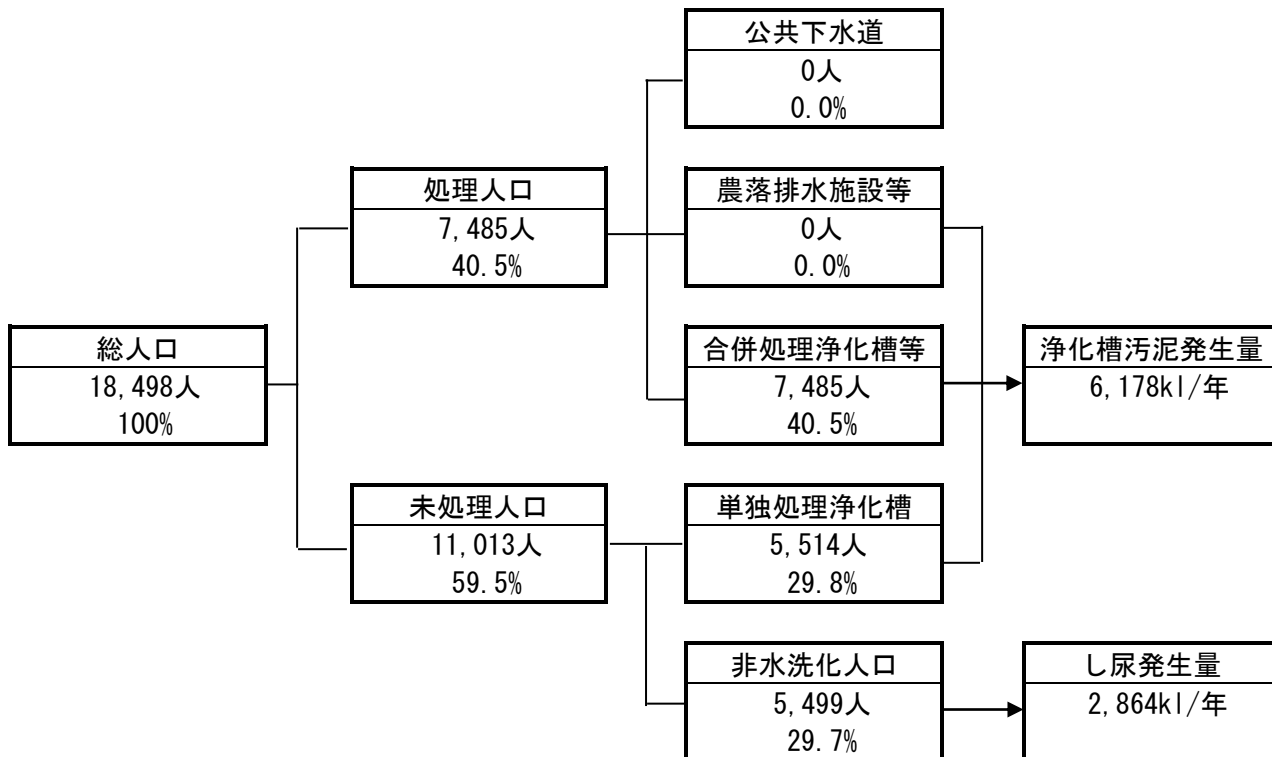 公共下水道
0人
0.0%
処理人口
7,485人
40.5%
農落排水施設等
0人
0.0%
総人口
18,498人
100%
合併処理浄化槽等
7,485人
40.5%
浄化槽汚泥発生量
6,178kl/年
未処理人口
11,013人
59.5%
単独処理浄化槽
5,514人
29.8%
非水洗化人口
5,499人
29.7%
し尿発生量
2,864kl/年